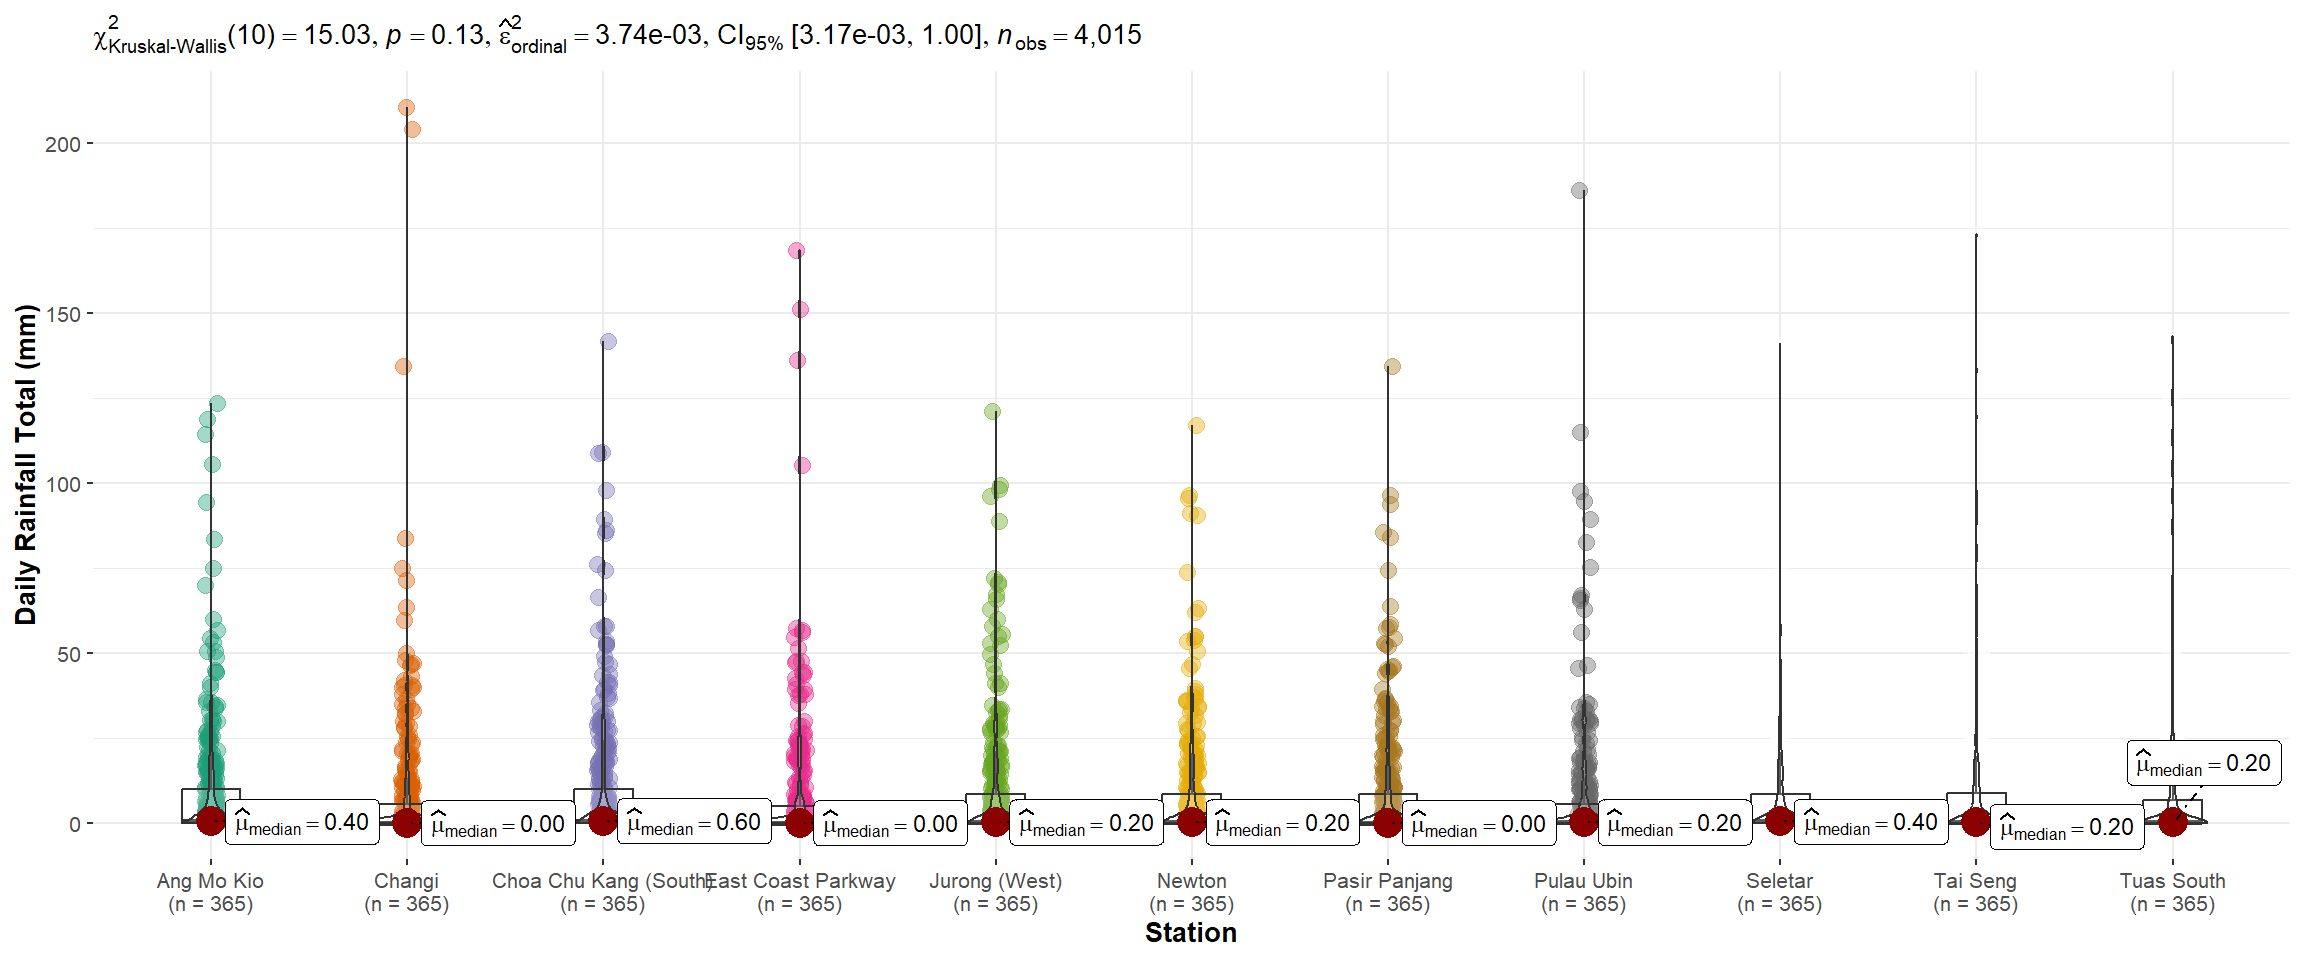 χ²Kruskal-Wallis(10) = 15.03, p = 0.13, ε̂²ordinal = 3.74e-03, CI95% [3.17e-03, 1.00], nobs = 4,015
Daily Rainfall Total (mm)
200
150
100
50
0
μ̂median = 0.40
μ̂median = 0.00
μ̂median = 0.60
μ̂median = 0.00
μ̂median = 0.20
μ̂median = 0.20
μ̂median = 0.00
μ̂median = 0.20
μ̂median = 0.40
μ̂median = 0.20
μ̂median = 0.20
Ang Mo Kio
(n = 365)
Changi
(n = 365)
Choa Chu Kang (South)
(n = 365)
East Coast Parkway
(n = 365)
Jurong (West)
(n = 365)
Newton
(n = 365)
Pasir Panjang
(n = 365)
Pulau Ubin
(n = 365)
Seletar
(n = 365)
Tai Seng
(n = 365)
Tuas South
(n = 365)
Station